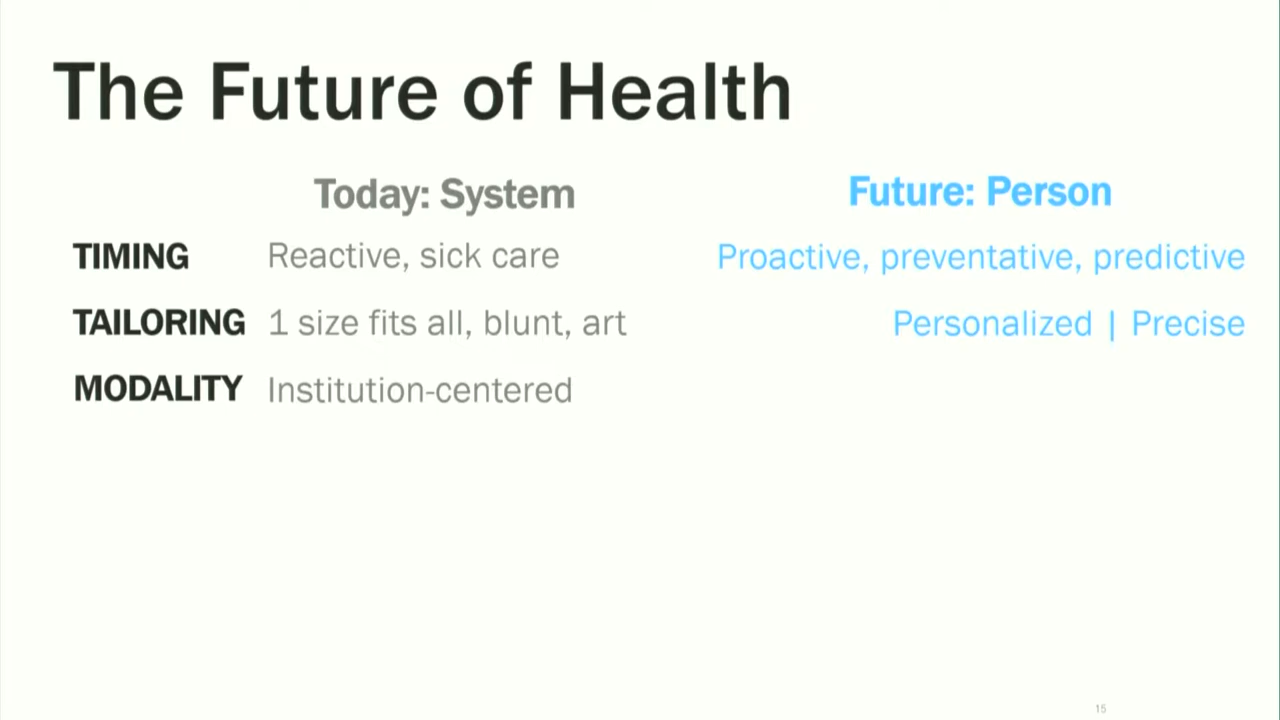 The Future of Health
Today: System Future: Person
TIMING Reactive, sick care Proactive, preventative, predictive
TAILORING 1 size fits all, blunt, art Personalized | Precise
MODALITY Institution-centered
15